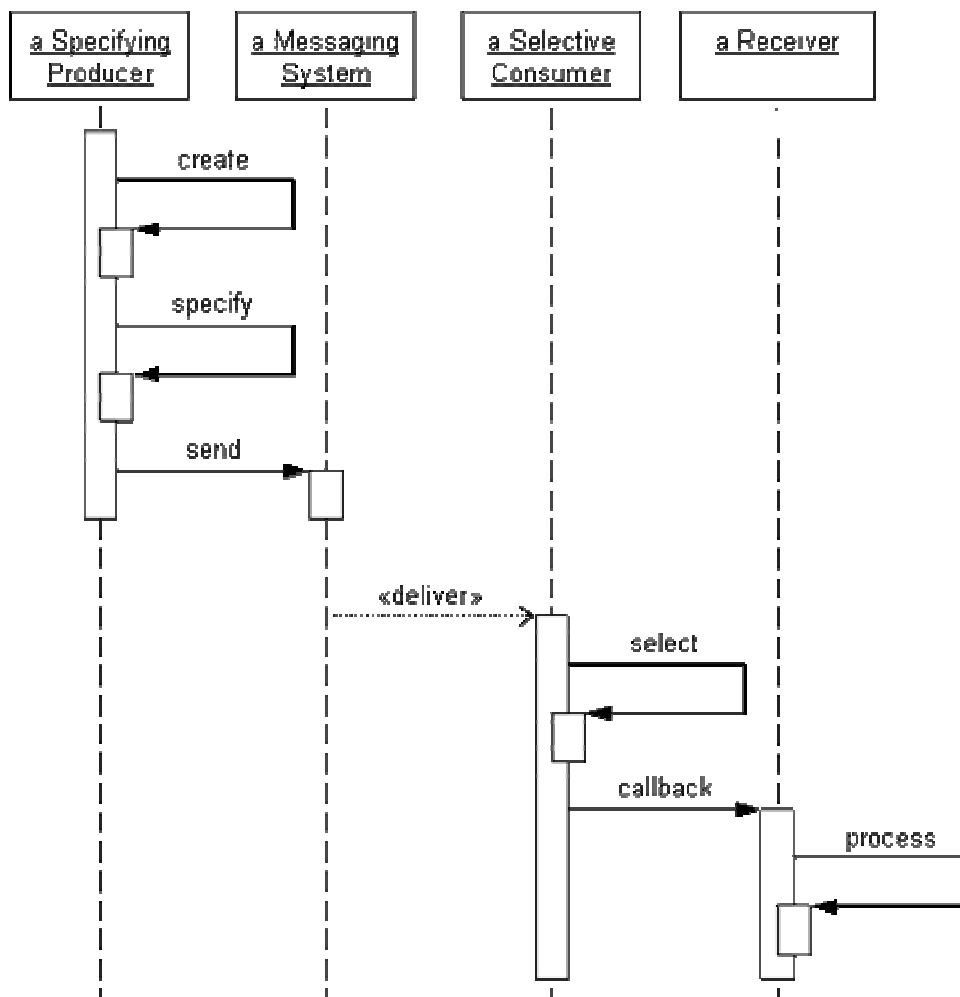 a Specifying
Producer
a Messaging
System
a Selective
Consumer
a Receiver
create
specify
send
«deliver»
select
callback
process